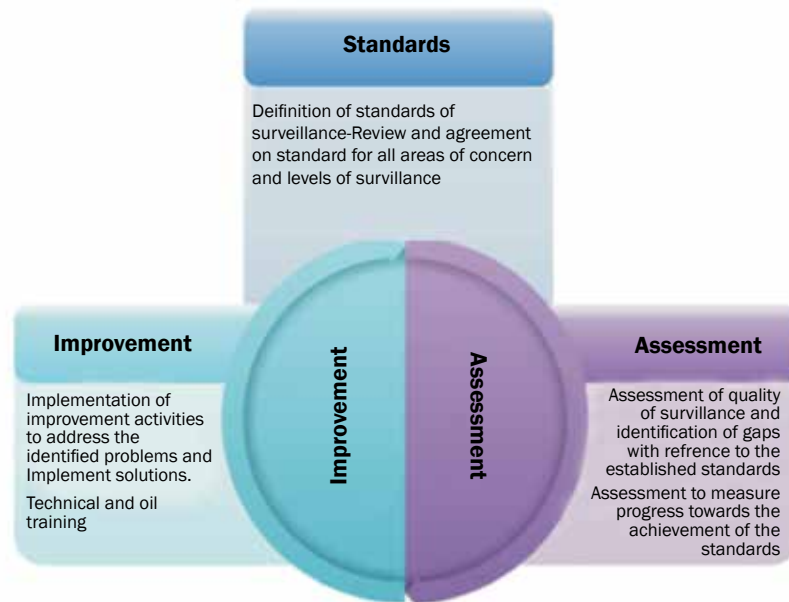 Standards
Deifinition of standards of
surveillance-Review and agreement
on standard for all areas of concern
and levels of survillance
Improvement
Implementation of
improvement activities
to address the
identified problems and
Implement solutions.
Technical and oil
training
Improvement
Assessment
Assessment
Assessment of quality
of survillance and
identification of gaps
with refrence to the
established standards
Assessment to measure
progress towards the
achievement of the
standards